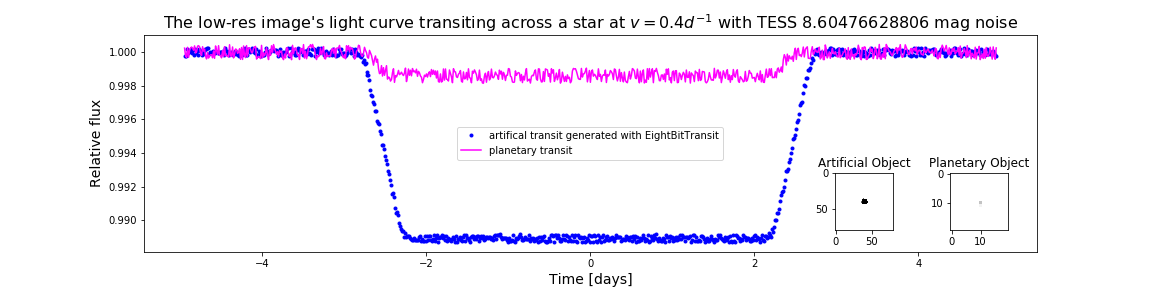 The low-res image's light curve transiting across a star at v = 0.4d⁻¹ with TESS 8.60476628806 mag noise
Relative flux
1.000
0.998
0.996
0.994
0.992
0.990
artifical transit generated with EightBitTransit
planetary transit
Artificial Object
0
50
0
50
Planetary Object
0
10
0
10
−4
−2
0
2
4
Time [days]